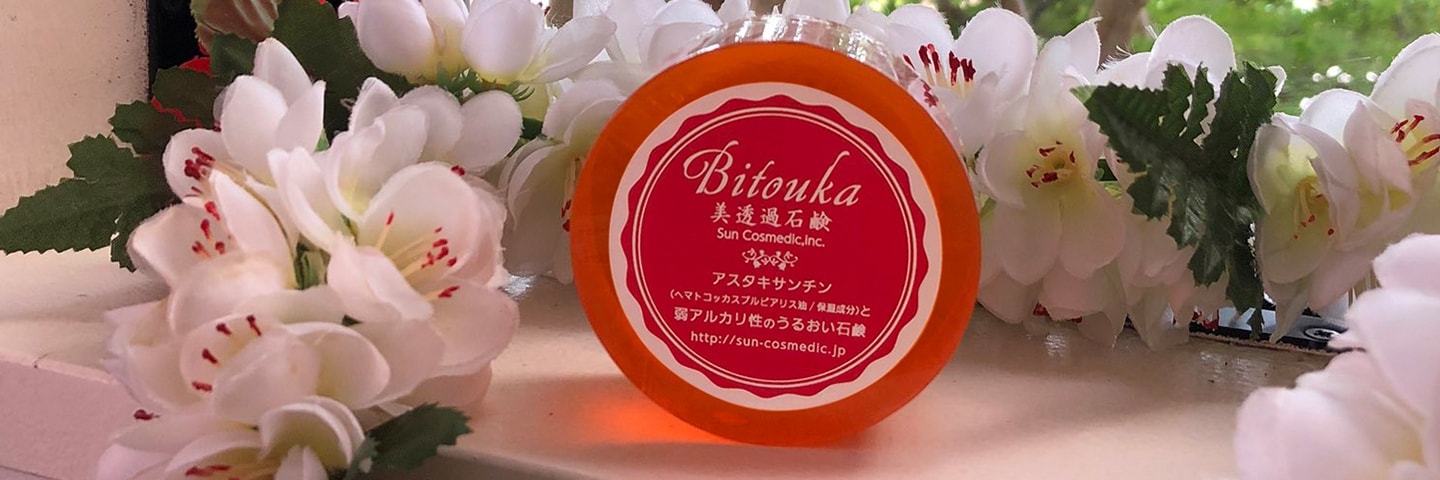 Bitouka
美透過石鹸
Sun Cosmedic,Inc.
アスタキサンチン
(ヘマトコッカスプルビアリス油/保湿成分)と
弱アルカリ性のうるおい石鹸
http://sun-cosmedic.jp